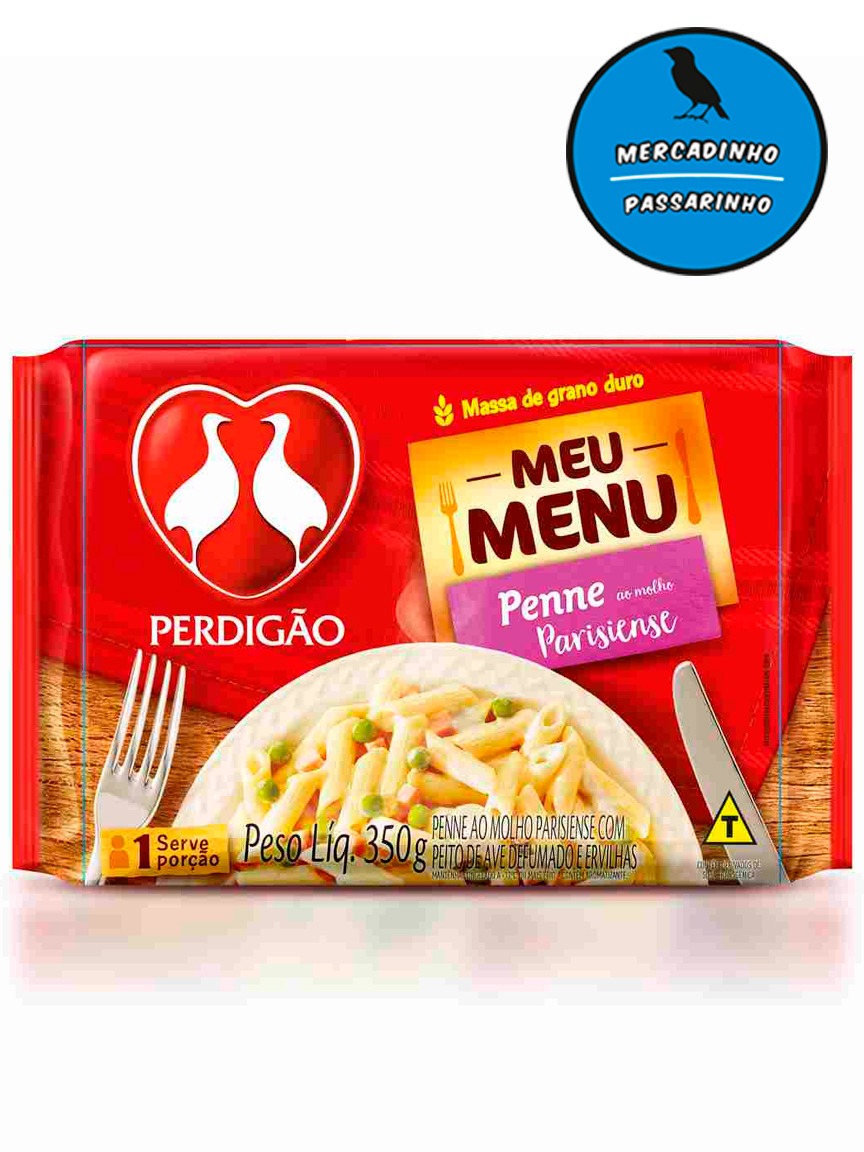 MERCADINHO
PASSARINHO
Massa de grano duro
MEU
MENU
Penne ao molho
Parisiense
PERDIGÃO
1 Serve
porção
Peso Líq. 350g
PENNE AO MOLHO PARISIENSE COM
PEITO DE AVE DEFUMADO E ERVILHAS
T